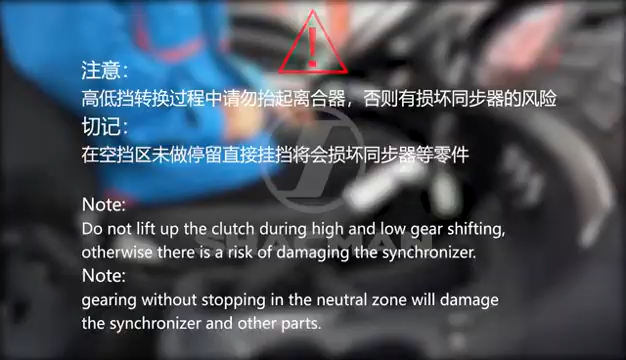 注意：
高低挡转换过程中请勿抬起离合器，否则有损坏同步器的风险
切记：
在空挡区未做停留直接挂挡将会损坏同步器等零件
Note:
Do not lift up the clutch during high and low gear shifting,
otherwise there is a risk of damaging the synchronizer.
Note:
gearing without stopping in the neutral zone will damage
the synchronizer and other parts.